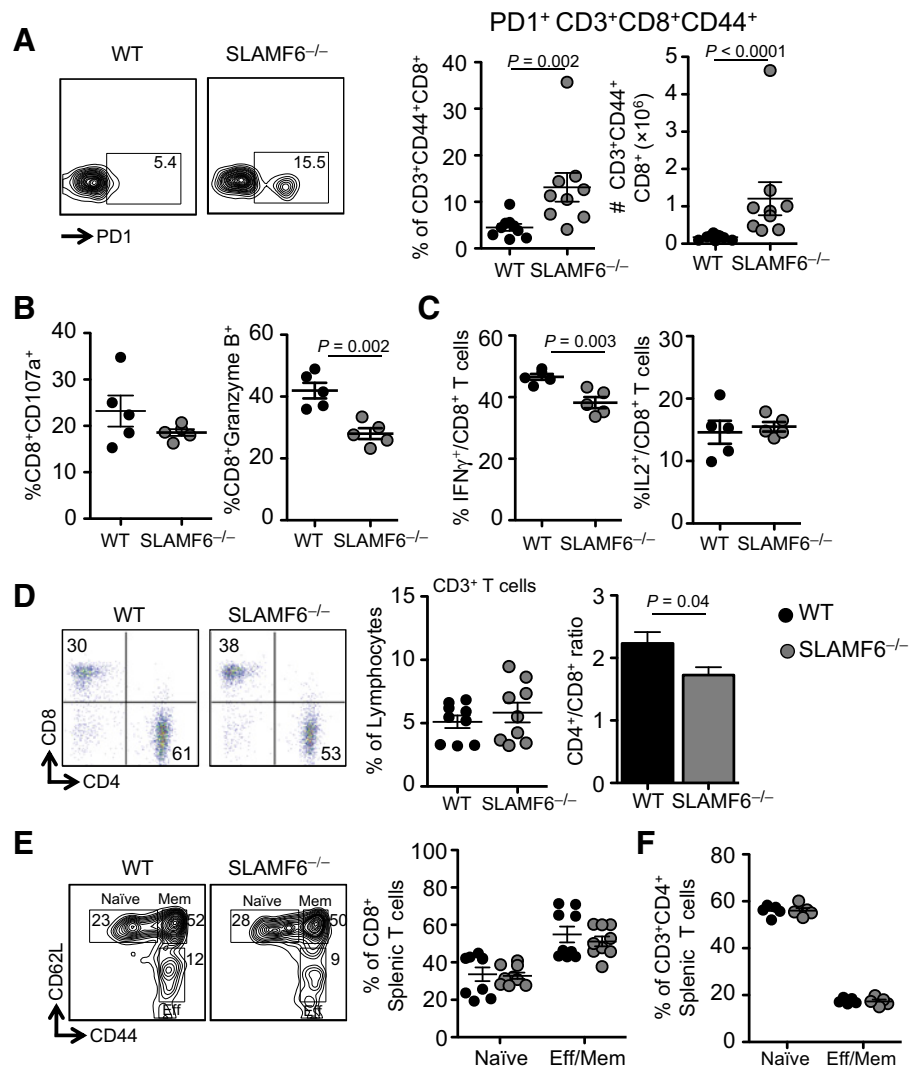 PD1⁺ CD3⁺CD8⁺CD44⁺
A
WT
SLAMF6⁻/⁻
5.4
15.5
PD1
% of CD3⁺CD44⁺CD8⁺
40
30
20
10
0
P = 0.002
WT SLAMF6⁻/⁻
# CD3⁺CD44⁺
CD8⁺ (×10⁶)
5
4
3
2
1
0
P < 0.0001
WT SLAMF6⁻/⁻
B
%CD8⁺CD107a⁺
40
30
20
10
0
WT SLAMF6⁻/⁻
%CD8⁺Granzyme B⁺
60
40
20
0
P = 0.002
WT SLAMF6⁻/⁻
C
% IFNγ⁺/CD8⁺ T cells
60
40
20
0
P = 0.003
WT SLAMF6⁻/⁻
%IL2⁺/CD8⁺ T cells
30
20
10
0
WT SLAMF6⁻/⁻
D
WT
SLAMF6⁻/⁻
30
61
38
53
CD8
CD4
CD3⁺ T cells
% of Lymphocytes
15
10
5
0
WT SLAMF6⁻/⁻
CD4⁺/CD8⁺ ratio
3
2
1
0
P = 0.04
WT SLAMF6⁻/⁻
WT
SLAMF6⁻/⁻
E
WT
SLAMF6⁻/⁻
Naïve Mem
23 52
12
Eff
Naïve Mem
28 50
9
Eff
CD62L
CD44
% of CD8⁺
Splenic T cells
100
80
60
40
20
0
Naïve Eff/Mem
F
% of CD3⁺CD4⁺
Splenic T cells
80
60
40
20
0
Naïve Eff/Mem